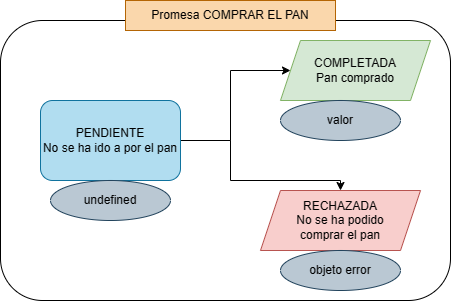 Promesa COMPRAR EL PAN
COMPLETADA
Pan comprado
valor
PENDIENTE
No se ha ido a por el pan
undefined
RECHAZADA
No se ha podido
comprar el pan
objeto error